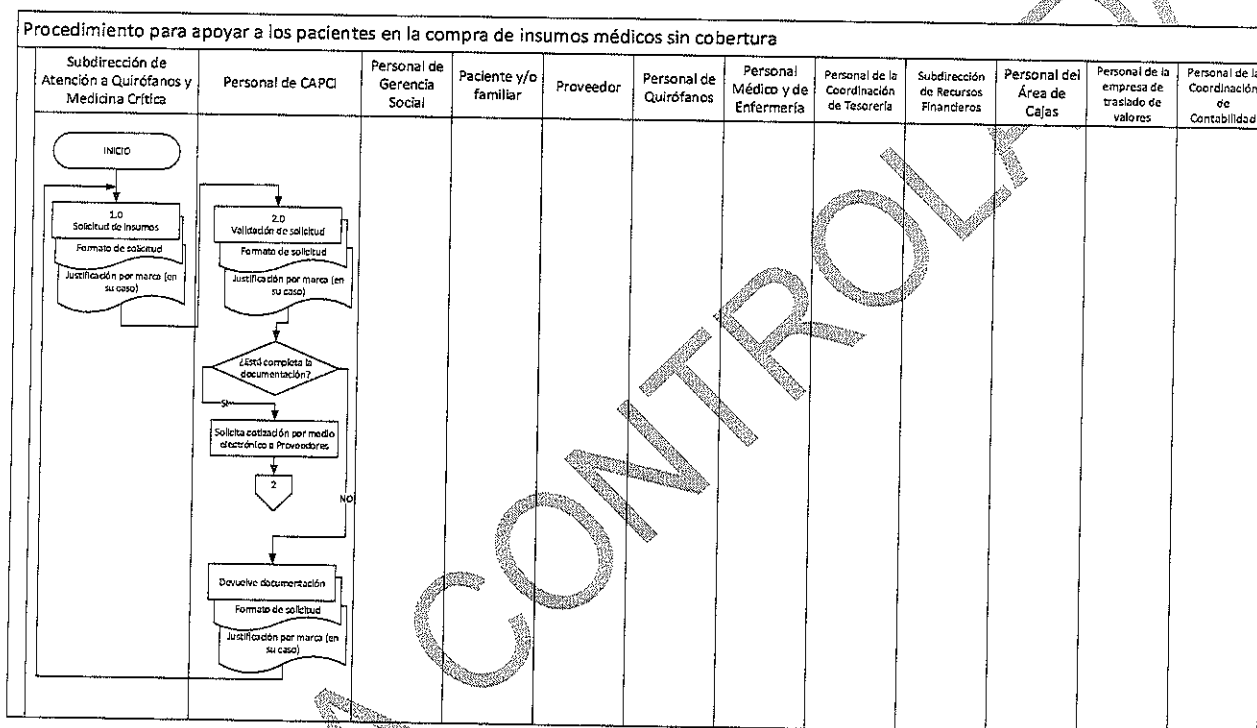 Procedimiento para apoyar a los pacientes en la compra de insumos médicos sin cobertura
Subdirección de
Atención a Quirófanos y
Medicina Crítica
Personal de CAPCI
Personal de
Gerencia
Social
Paciente y/o
familiar
Proveedor
Personal de
Quirófanos
Personal
Médico y de
Enfermería
Personal de la
Coordinación
de Tesorería
Subdirección
de Recursos
Financieros
Personal del
Área de
Cajas
Personal de la
empresa de
traslado de
valores
Personal de la
Coordinación
de
Contabilidad
INICIO
1.0
Solicitud de Insumos
Formato de solicitud
Justificación por marca (en
su caso)
2.0
Validación de solicitud
Formato de solicitud
Justificación por marca (en
su caso)
¿Está completa la
documentación?
SI
Solicita cotización por medio
electrónico a Proveedores
2
NO
Devuelve documentación
Formato de solicitud
Justificación por marca (en
su caso)
CONTROLA